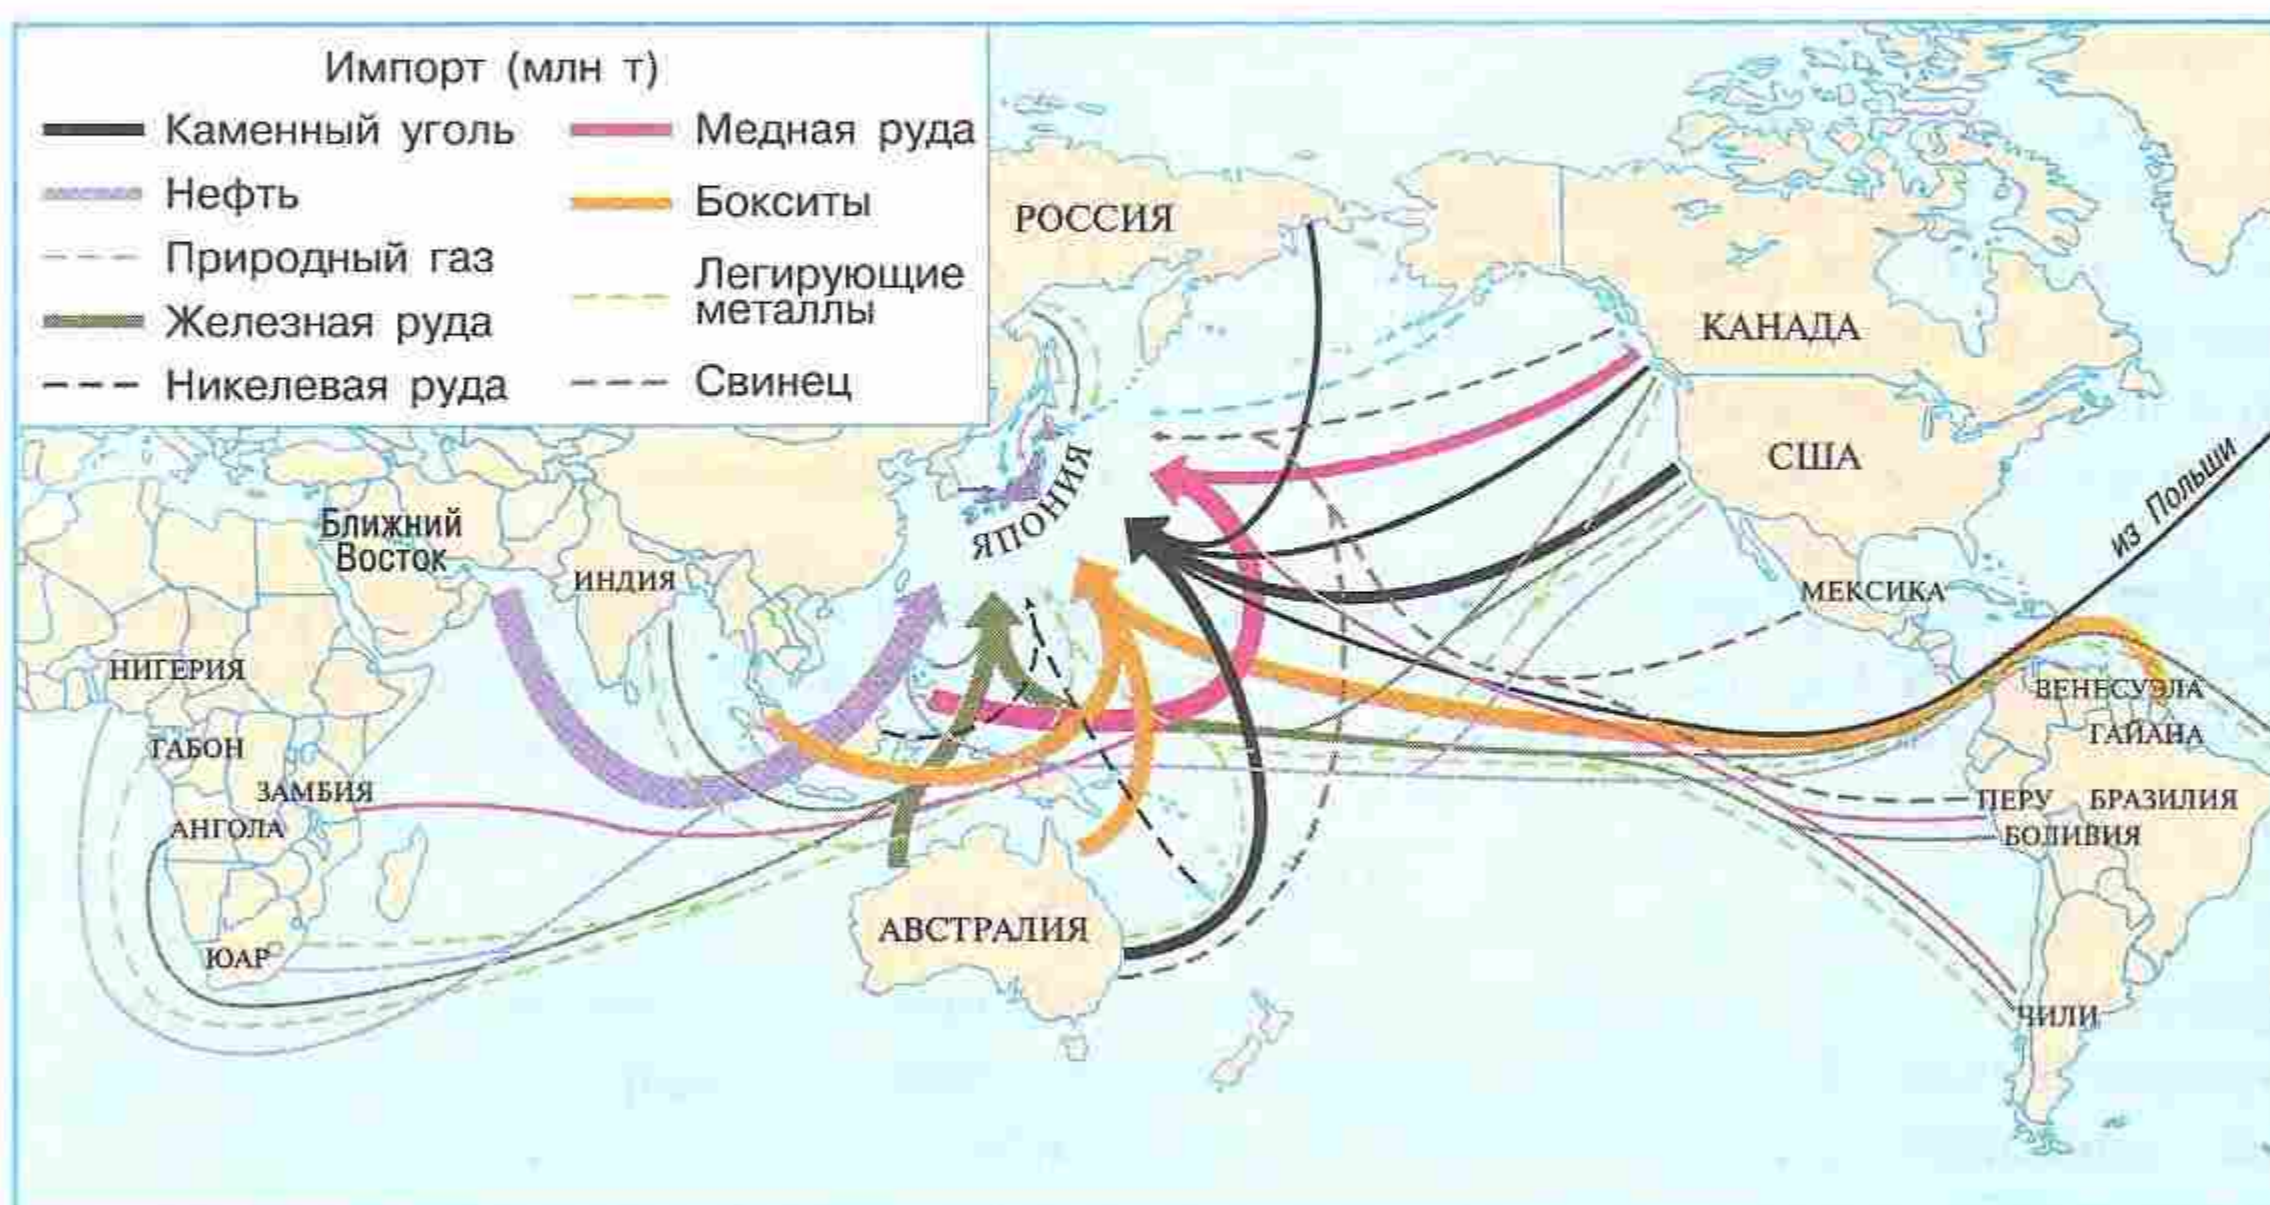 Импорт (млн т)
Каменный уголь
Нефть
Природный газ
Железная руда
Никелевая руда
Медная руда
Бокситы
Легирующие
металлы
Свинец
РОССИЯ
КАНАДА
США
ЯПОНИЯ
из Польши
Ближний
Восток
ИНДИЯ
МЕКСИКА
НИГЕРИЯ
ВЕНЕСУЭЛА
ГАБОН
ГАЙАНА
ЗАМБИЯ
ПЕРУ
БРАЗИЛИЯ
АНГОЛА
БОЛИВИЯ
АВСТРАЛИЯ
ЮАР
ЧИЛИ